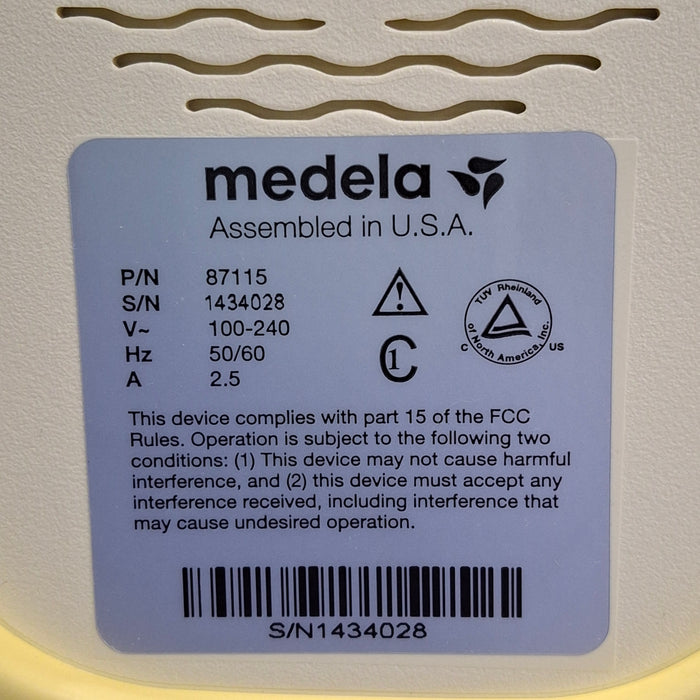 medela
Assembled in U.S.A.
P/N 87115
S/N 1434028
V~ 100-240
Hz 50/60
A 2.5
!
C1
TUV Rheinland
of North America, Inc.
C US
This device complies with part 15 of the FCC
Rules. Operation is subject to the following two
conditions: (1) This device may not cause harmful
interference, and (2) this device must accept any
interference received, including interference that
may cause undesired operation.
S/N1434028